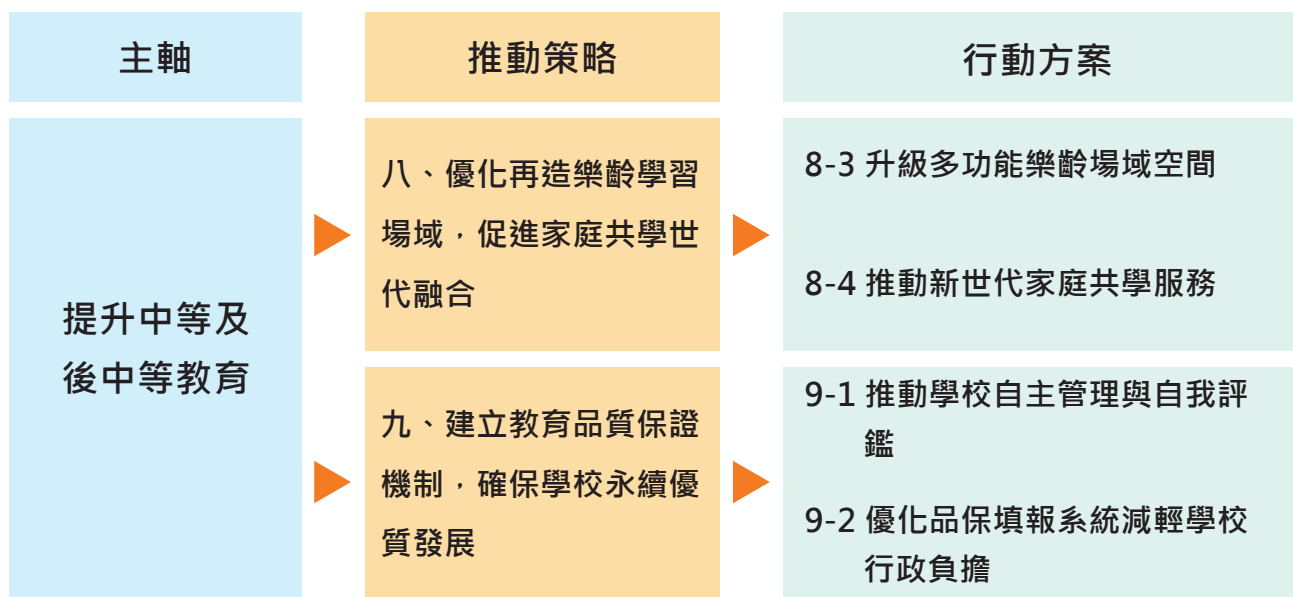 主軸
推動策略
行動方案
提升中等及
後中等教育
八、優化再造樂齡學習
場域，促進家庭共學世
代融合
8-3 升級多功能樂齡場域空間
8-4 推動新世代家庭共學服務
九、建立教育品質保證
機制，確保學校永續優
質發展
9-1 推動學校自主管理與自我評
鑑
9-2 優化品保填報系統減輕學校
行政負擔